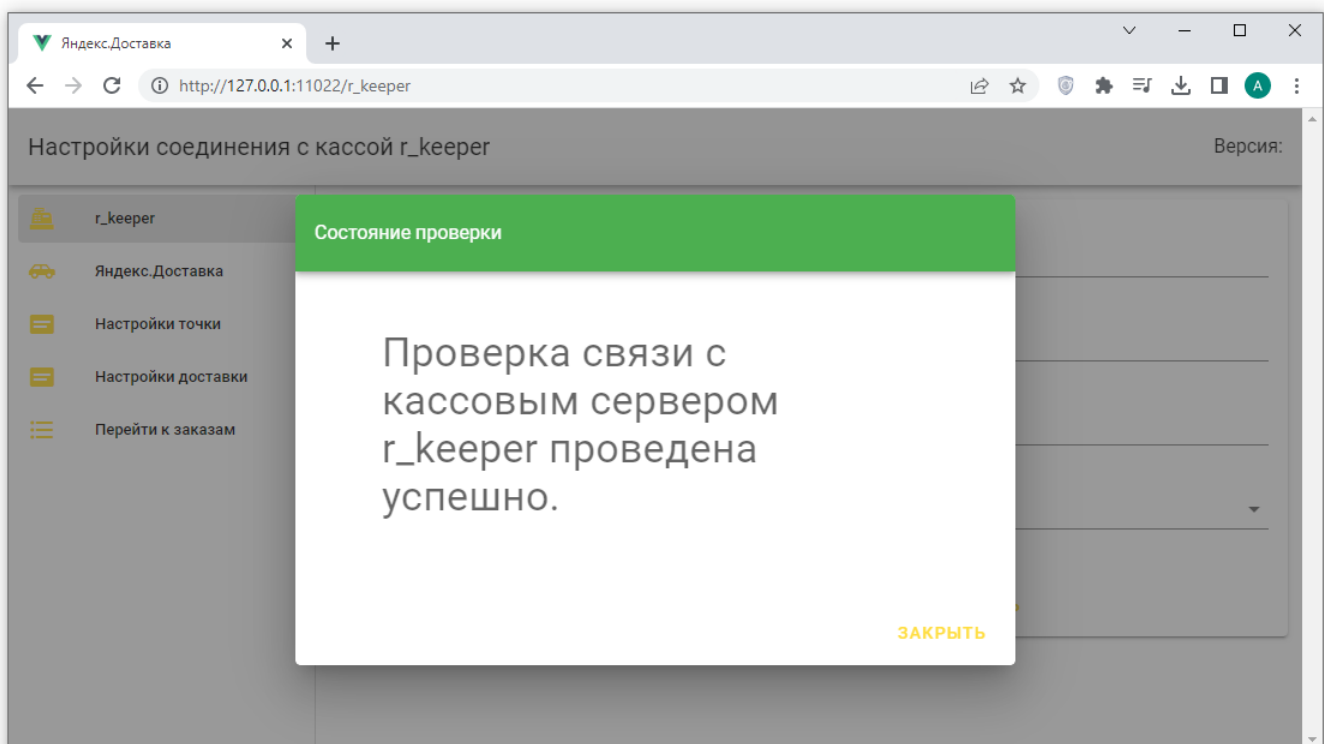 Яндекс.Доставка
http://127.0.0.1:11022/r_keeper
A
Настройки соединения с кассой r_keeper
Версия:
r_keeper
Яндекс.Доставка
Настройки точки
Настройки доставки
Перейти к заказам
Состояние проверки
Проверка связи с
кассовым сервером
r_keeper проведена
успешно.
ЗАКРЫТЬ